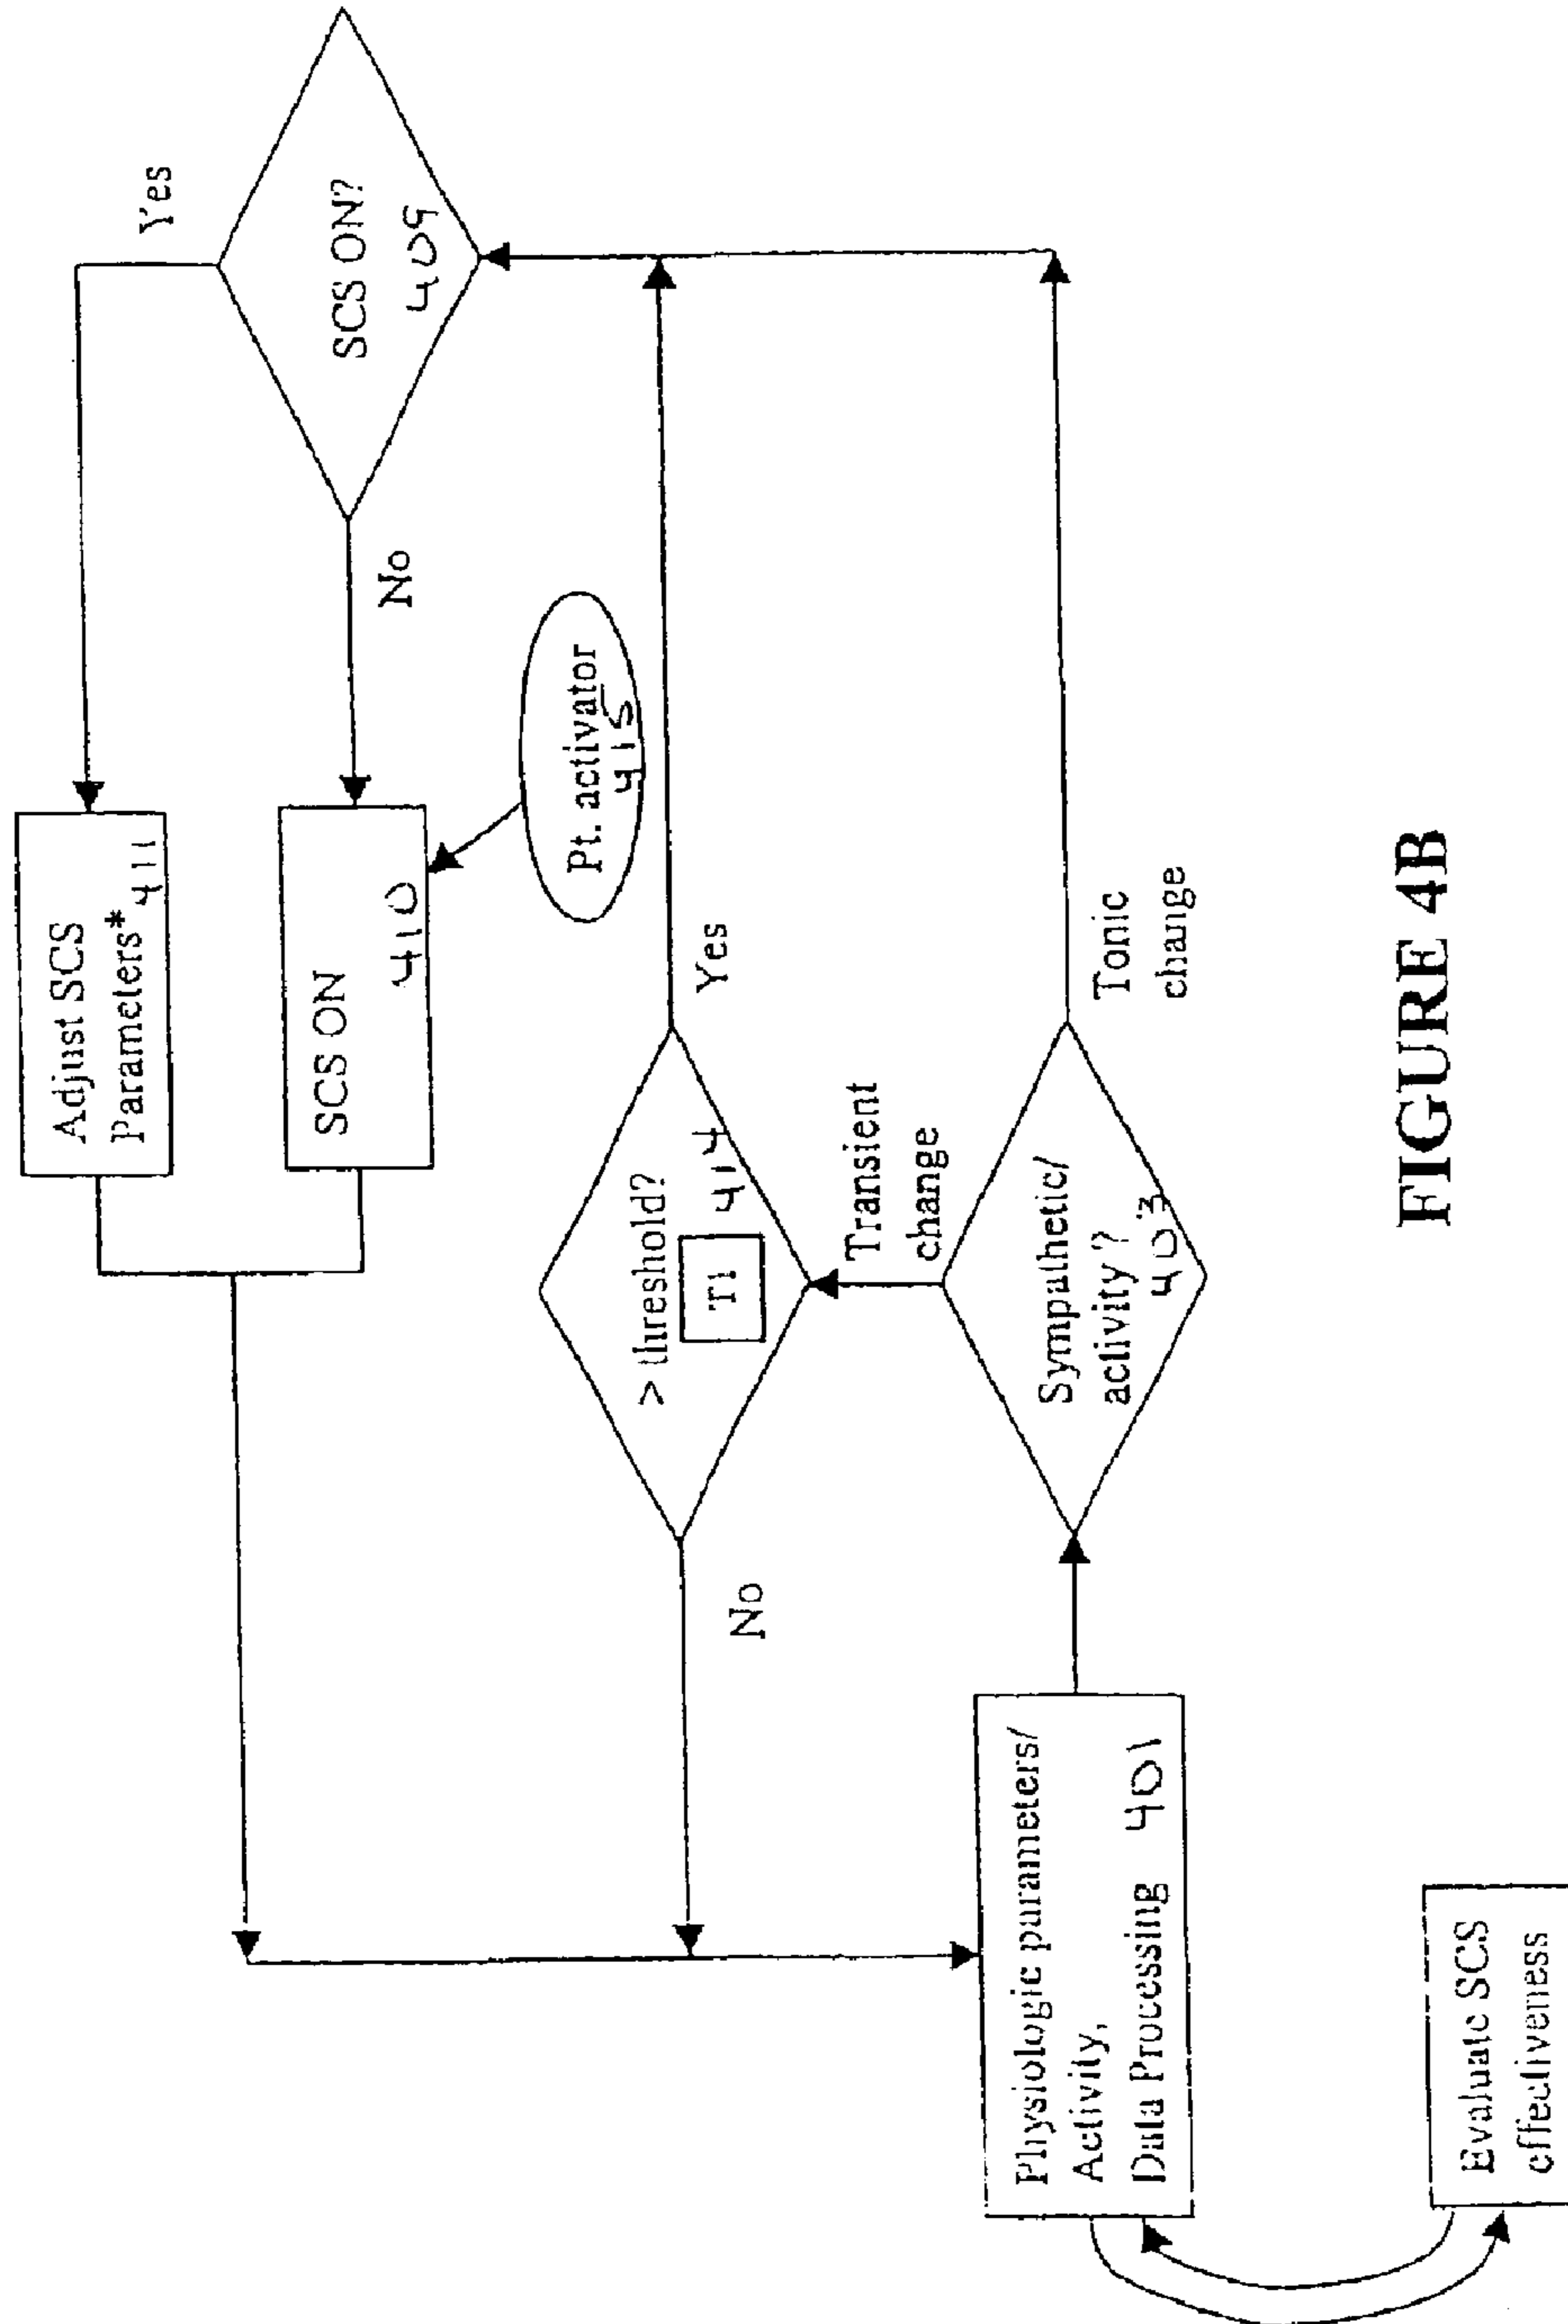 Adjust SCS
Parameters* 411
SCS ON
410
Yes
SCS ON?
409
No
Pt. activator
415
> threshold?
T1 414
Yes
No
Transient
change
Sympathetic/
activity?
403
Tonic
change
Physiologic parameters/
Activity,
Data Processing 401
Evaluate SCS
effectiveness
FIGURE 4B